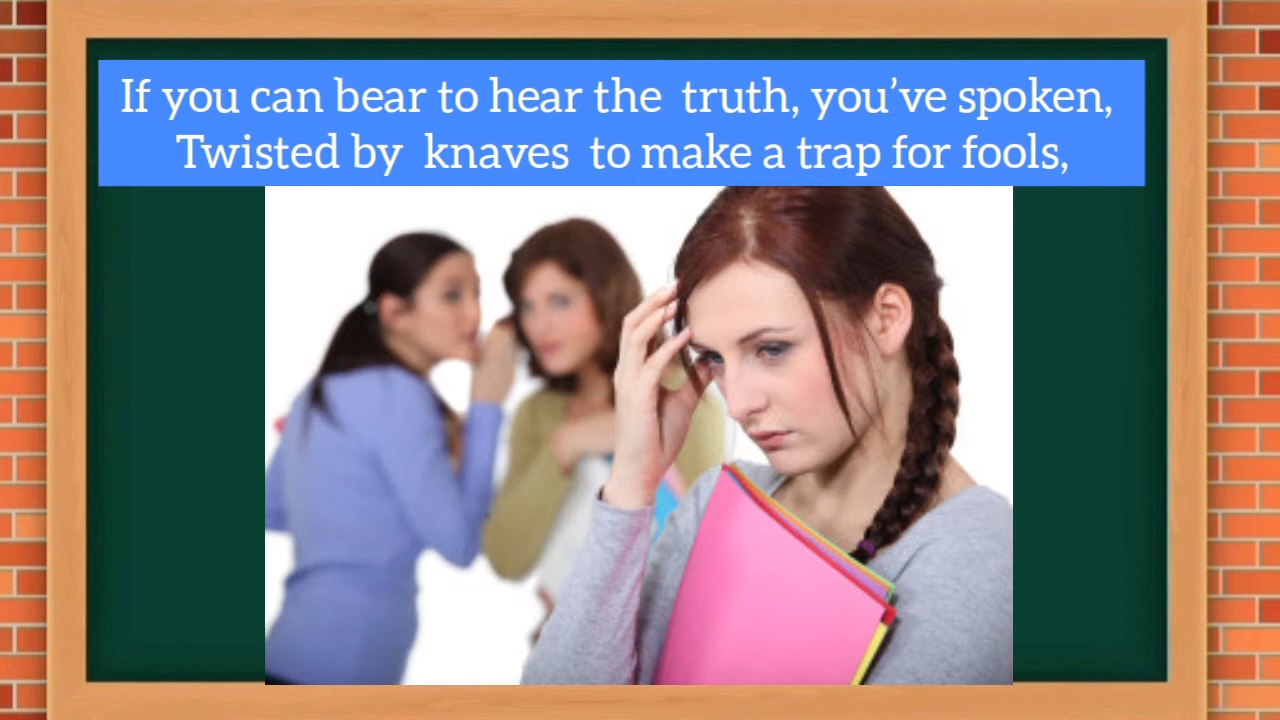 If you can bear to hear the truth, you’ve spoken,
Twisted by knaves to make a trap for fools,